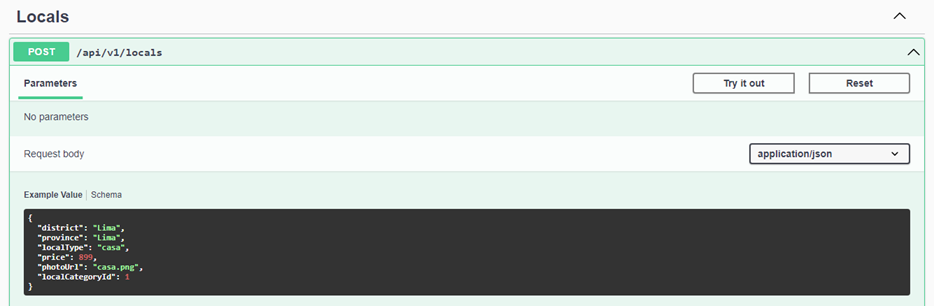 Locals
POST /api/v1/locals
Parameters Try it out Reset
No parameters
Request body application/json
Example Value Schema
{
"district": "Lima",
"province": "Lima",
"localType": "casa",
"price": 899,
"photoUrl": "casa.png",
"localCategoryId": 1
}